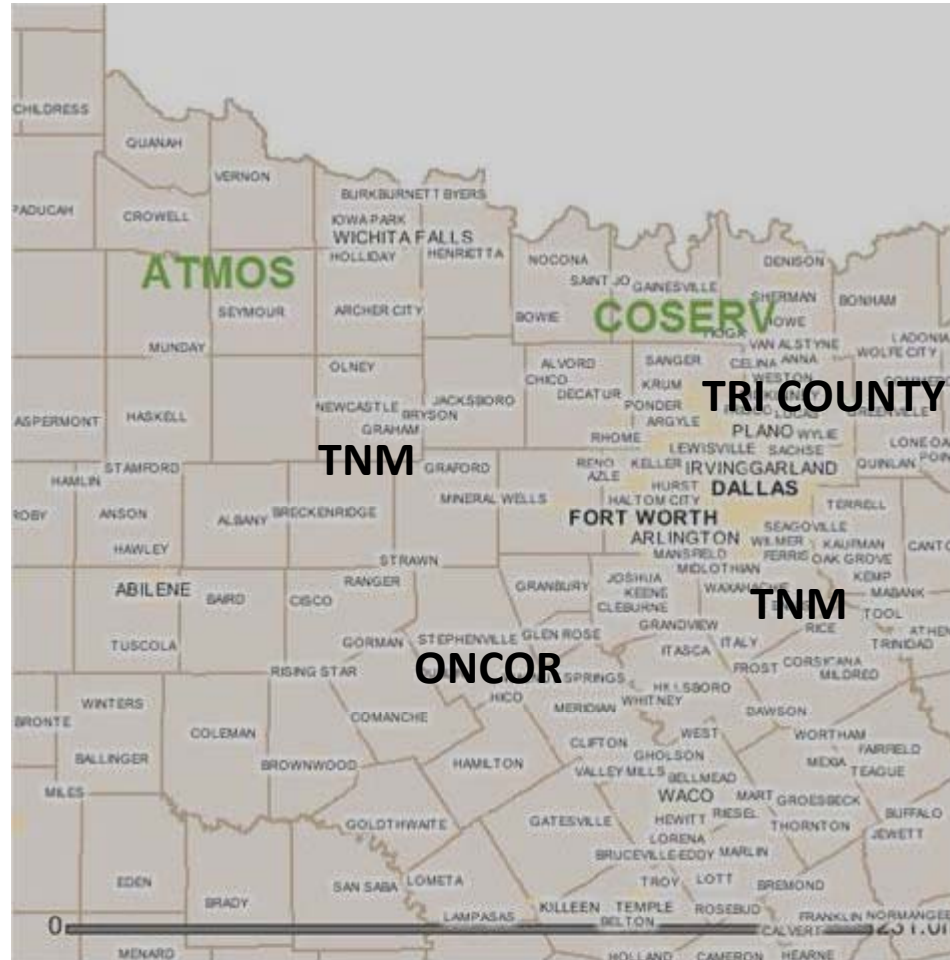 CHILDRESS
QUANAH
VERNON
PADUCAH
CROWELL
BURKBURNETT BYERS
IOWA PARK
WICHITA FALLS
HOLLIDAY
HENRIETTA
NOCONA
DENISON
ATMOS
SAINT JO
GAINESVILLE
SHERMAN
BONHAM
SEYMOUR
ARCHER CITY
BOWIE
COSERV
MUNDAY
VAN ALSTYNE
LADONIA
WOLFE CITY
OLNEY
ALVORD
SANGER
CELINA
ANNA
CHICO
WESTON
DECATUR
KRUM
TRI COUNTY
NEWCASTLE
BRYSON
JACKSBORO
PONDER
ASPERMONT
HASKELL
GRAHAM
ARGYLE
RHOME
PLANO
WYLIE
TNM
LEWISVILLE
SACHSE
LONE OA
STAMFORD
GRAFORD
RENO
KELLER
IRVING
GARLAND
QUINLAN
POIN
HAMLIN
AZLE
HURST
DALLAS
ROBY
ANSON
ALBANY
BRECKENRIDGE
MINERAL WELLS
HALTOM CITY
TERRELL
FORT WORTH
SEAGOVILLE
HAWLEY
ARLINGTON
WILMER
KAUFMAN
CANTO
STRAWN
MANSFIELD
FERRIS
OAK GROVE
MIDLOTHIAN
ABILENE
BAIRD
CISCO
RANGER
GRANBURY
JOSHUA
KEENE
WAXAHACHIE
KEMP
MABANK
CLEBURNE
TNM
TOOL
GRANDVIEW
RICE
ATHEN
TUSCOLA
GORMAN
STEPHENVILLE
GLEN ROSE
ITASCA
ITALY
TRINIDAD
RISING STAR
ONCOR
SPRINGS
FROST
CORSICANA
MILDRED
WINTERS
HICO
MERIDIAN
WHITNEY
HILLSBORO
DAWSON
BRONTE
COLEMAN
COMANCHE
CLIFTON
WEST
WORTHAM
BALLINGER
BROWNWOOD
HAMILTON
GHOLSON
FAIRFIELD
VALLEY MILLS
BELLMEAD
MEXIA
TEAGUE
MILES
WACO
MART
GROESBECK
GOLDTHWAITE
GATESVILLE
HEWITT
RIESEL
THORNTON
BUFFALO
LORENA
JEWETT
BRUCEVILLE-EDDY
MARLIN
EDEN
SAN SABA
LOMETA
TROY
LOTT
BREMOND
BRADY
LAMPASAS
KILLEEN
TEMPLE
ROSEBUD
FRANKLIN
NORMANGEE
0
BELTON
CALVERT
MENARD
HOLLAND
CAMERON
HEARNE